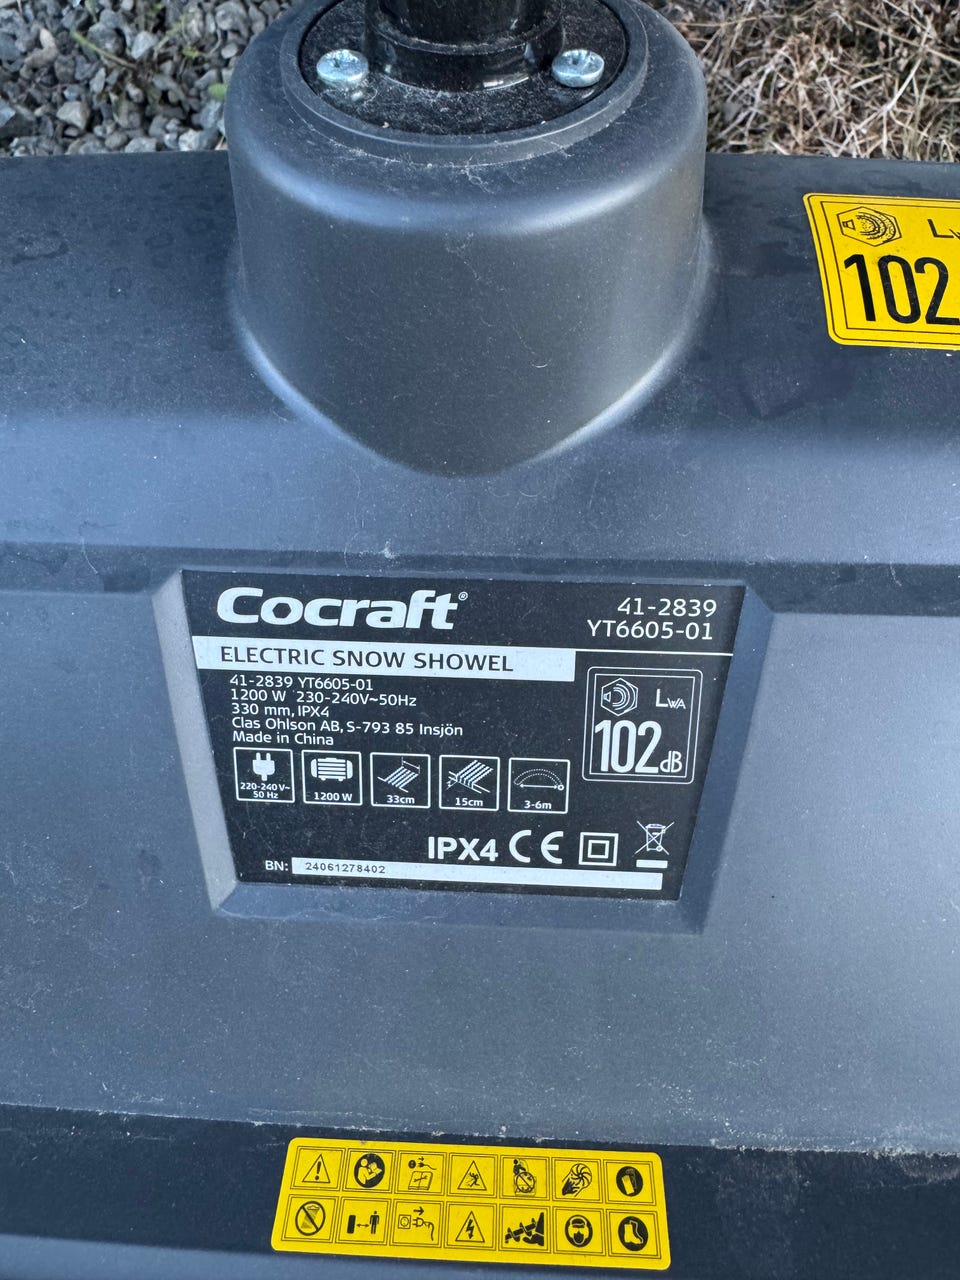 LW
102
Cocraft®
41-2839
YT6605-01
ELECTRIC SNOW SHOWEL
41-2839 YT6605-01
1200 W 230-240V~50Hz
330 mm, IPX4
Clas Ohlson AB, S-793 85 Insjön
Made in China
LWA
102dB
220-240 V~
50 Hz
1200 W
33cm
15cm
3-6m
IPX4 CE
BN: 24061278402